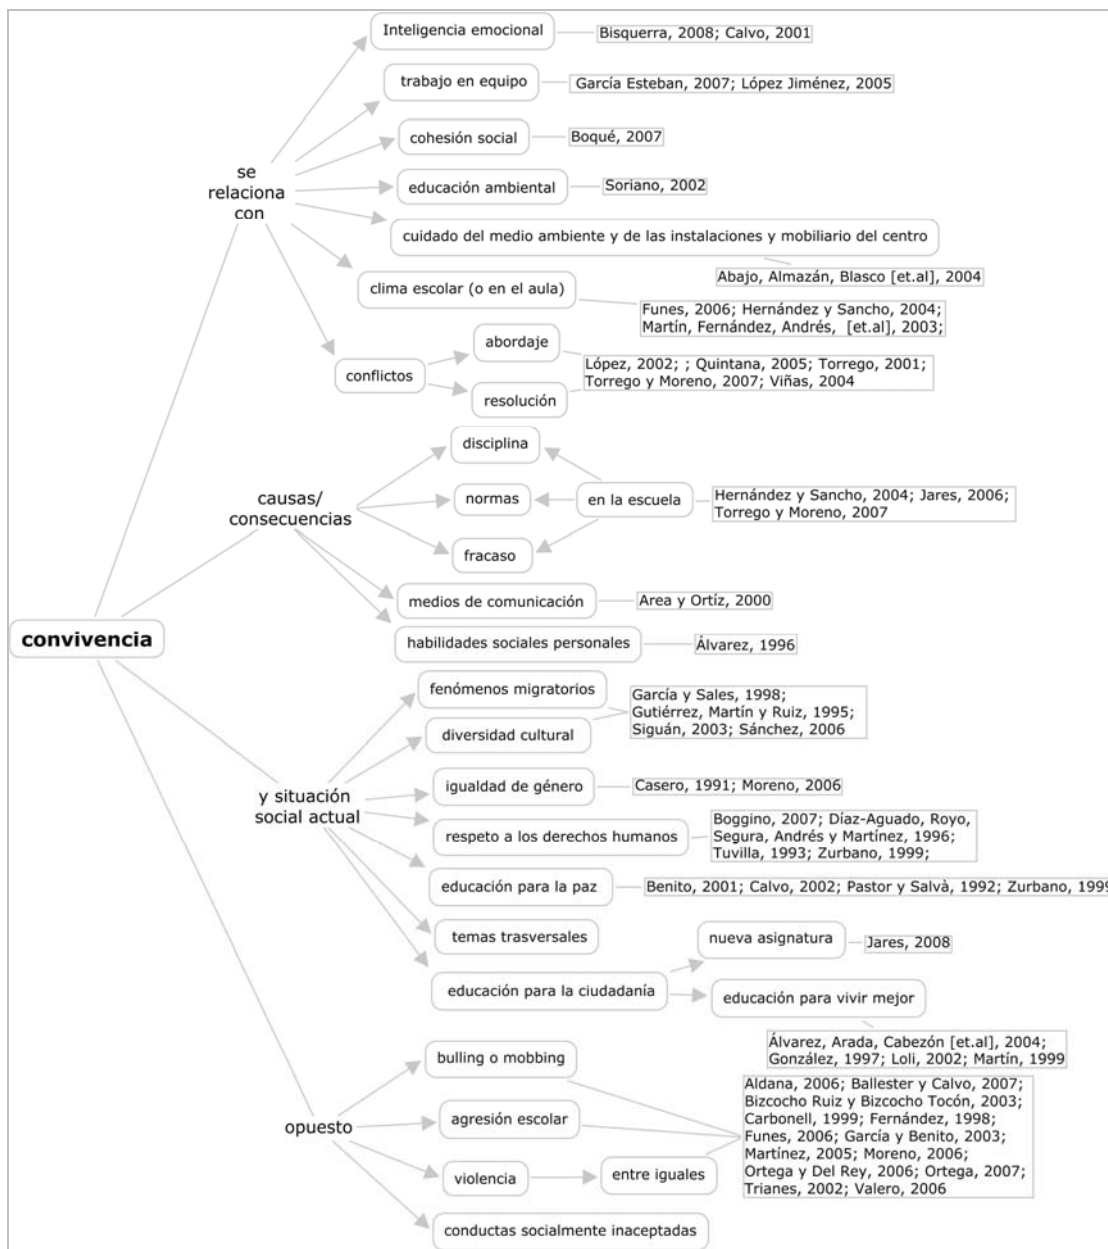 Inteligencia emocional
Bisquerra, 2008; Calvo, 2001
trabajo en equipo
García Esteban, 2007; López Jiménez, 2005
cohesión social
Boqué, 2007
se
relaciona
con
educación ambiental
Soriano, 2002
cuidado del medio ambiente y de las instalaciones y mobiliario del centro
Abajo, Almazán, Blasco [et.al], 2004
clima escolar (o en el aula)
Funes, 2006; Hernández y Sancho, 2004;
Martín, Fernández, Andrés, [et.al], 2003;
conflictos
abordaje
resolución
López, 2002; ; Quintana, 2005; Torrego, 2001;
Torrego y Moreno, 2007; Viñas, 2004
causas/
consecuencias
disciplina
normas
fracaso
en la escuela
Hernández y Sancho, 2004; Jares, 2006;
Torrego y Moreno, 2007
medios de comunicación
Area y Ortíz, 2000
habilidades sociales personales
Álvarez, 1996
convivencia
y situación
social actual
fenómenos migratorios
diversidad cultural
García y Sales, 1998;
Gutiérrez, Martín y Ruiz, 1995;
Siguán, 2003; Sánchez, 2006
igualdad de género
Casero, 1991; Moreno, 2006
respeto a los derechos humanos
Boggino, 2007; Díaz-Aguado, Royo,
Segura, Andrés y Martínez, 1996;
Tuvilla, 1993; Zurbano, 1999;
educación para la paz
Benito, 2001; Calvo, 2002; Pastor y Salvà, 1992; Zurbano, 1999
temas trasversales
educación para la ciudadanía
nueva asignatura
Jares, 2008
educación para vivir mejor
Álvarez, Arada, Cabezón [et.al], 2004;
González, 1997; Loli, 2002; Martín, 1999
opuesto
bulling o mobbing
agresión escolar
violencia
entre iguales
Aldana, 2006; Ballester y Calvo, 2007;
Bizcocho Ruiz y Bizcocho Tocón, 2003;
Carbonell, 1999; Fernández, 1998;
Funes, 2006; García y Benito, 2003;
Martínez, 2005; Moreno, 2006;
Ortega y Del Rey, 2006; Ortega, 2007;
Trianes, 2002; Valero, 2006
conductas socialmente inaceptadas